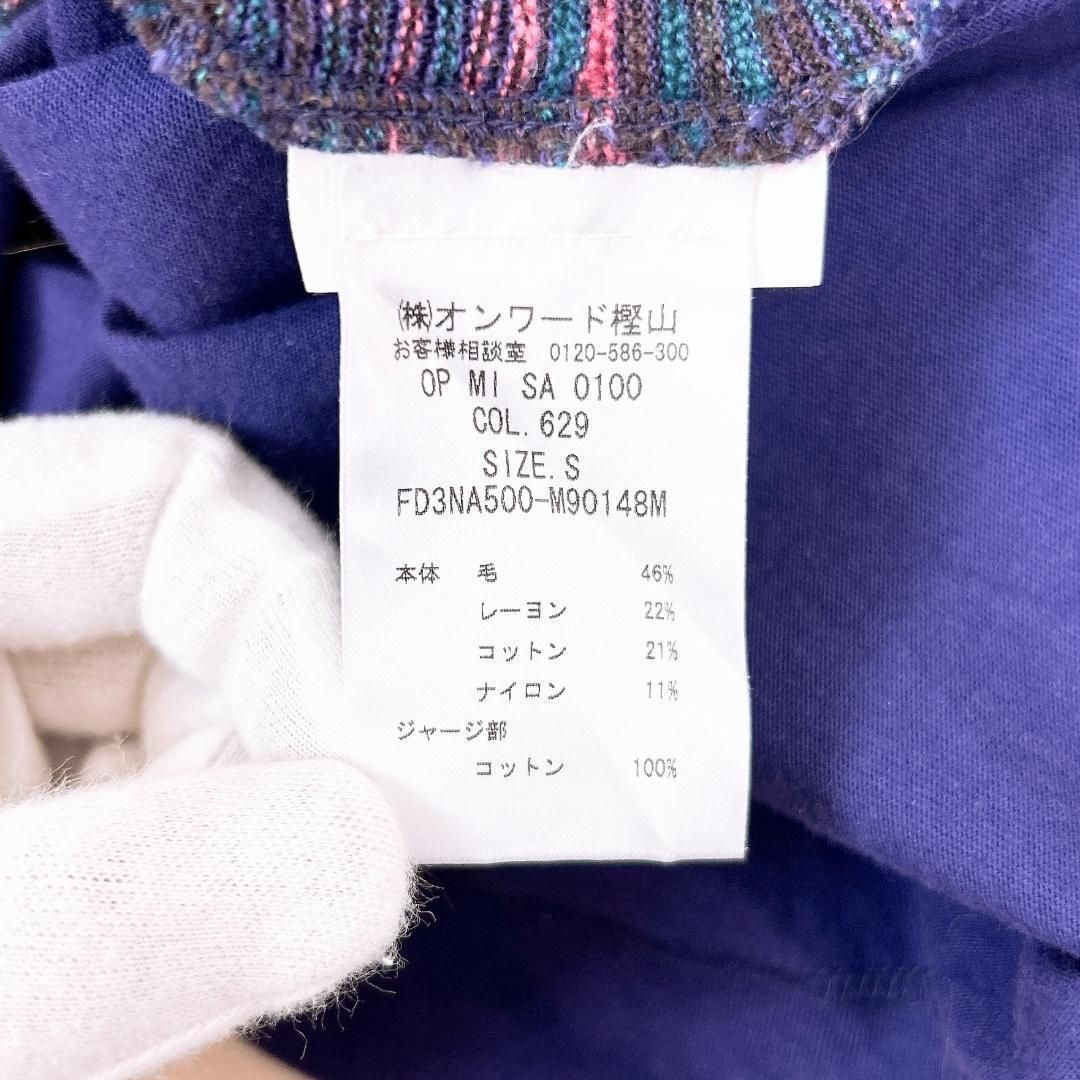 ㈱オンワード樫山
お客様相談室 0120-586-300
OP MI SA 0100
COL.629
SIZE.S
FD3NA500-M90148M
本体 毛 46%
レーヨン 22%
コットン 21%
ナイロン 11%
ジャージ部
コットン 100%